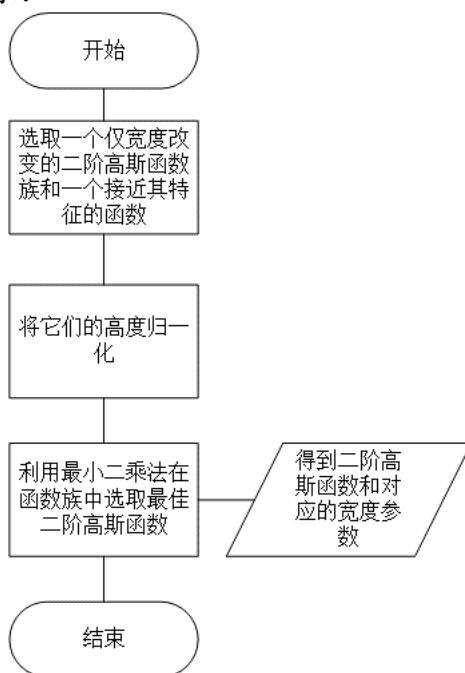 开始
选取一个仅宽度改
变的二阶高斯函数
族和一个接近其特
征的函数
将它们的高度归一
化
利用最小二乘法在
函数族中选取最佳
二阶高斯函数
得到二阶高
斯函数和对
应的宽度参
数
结束